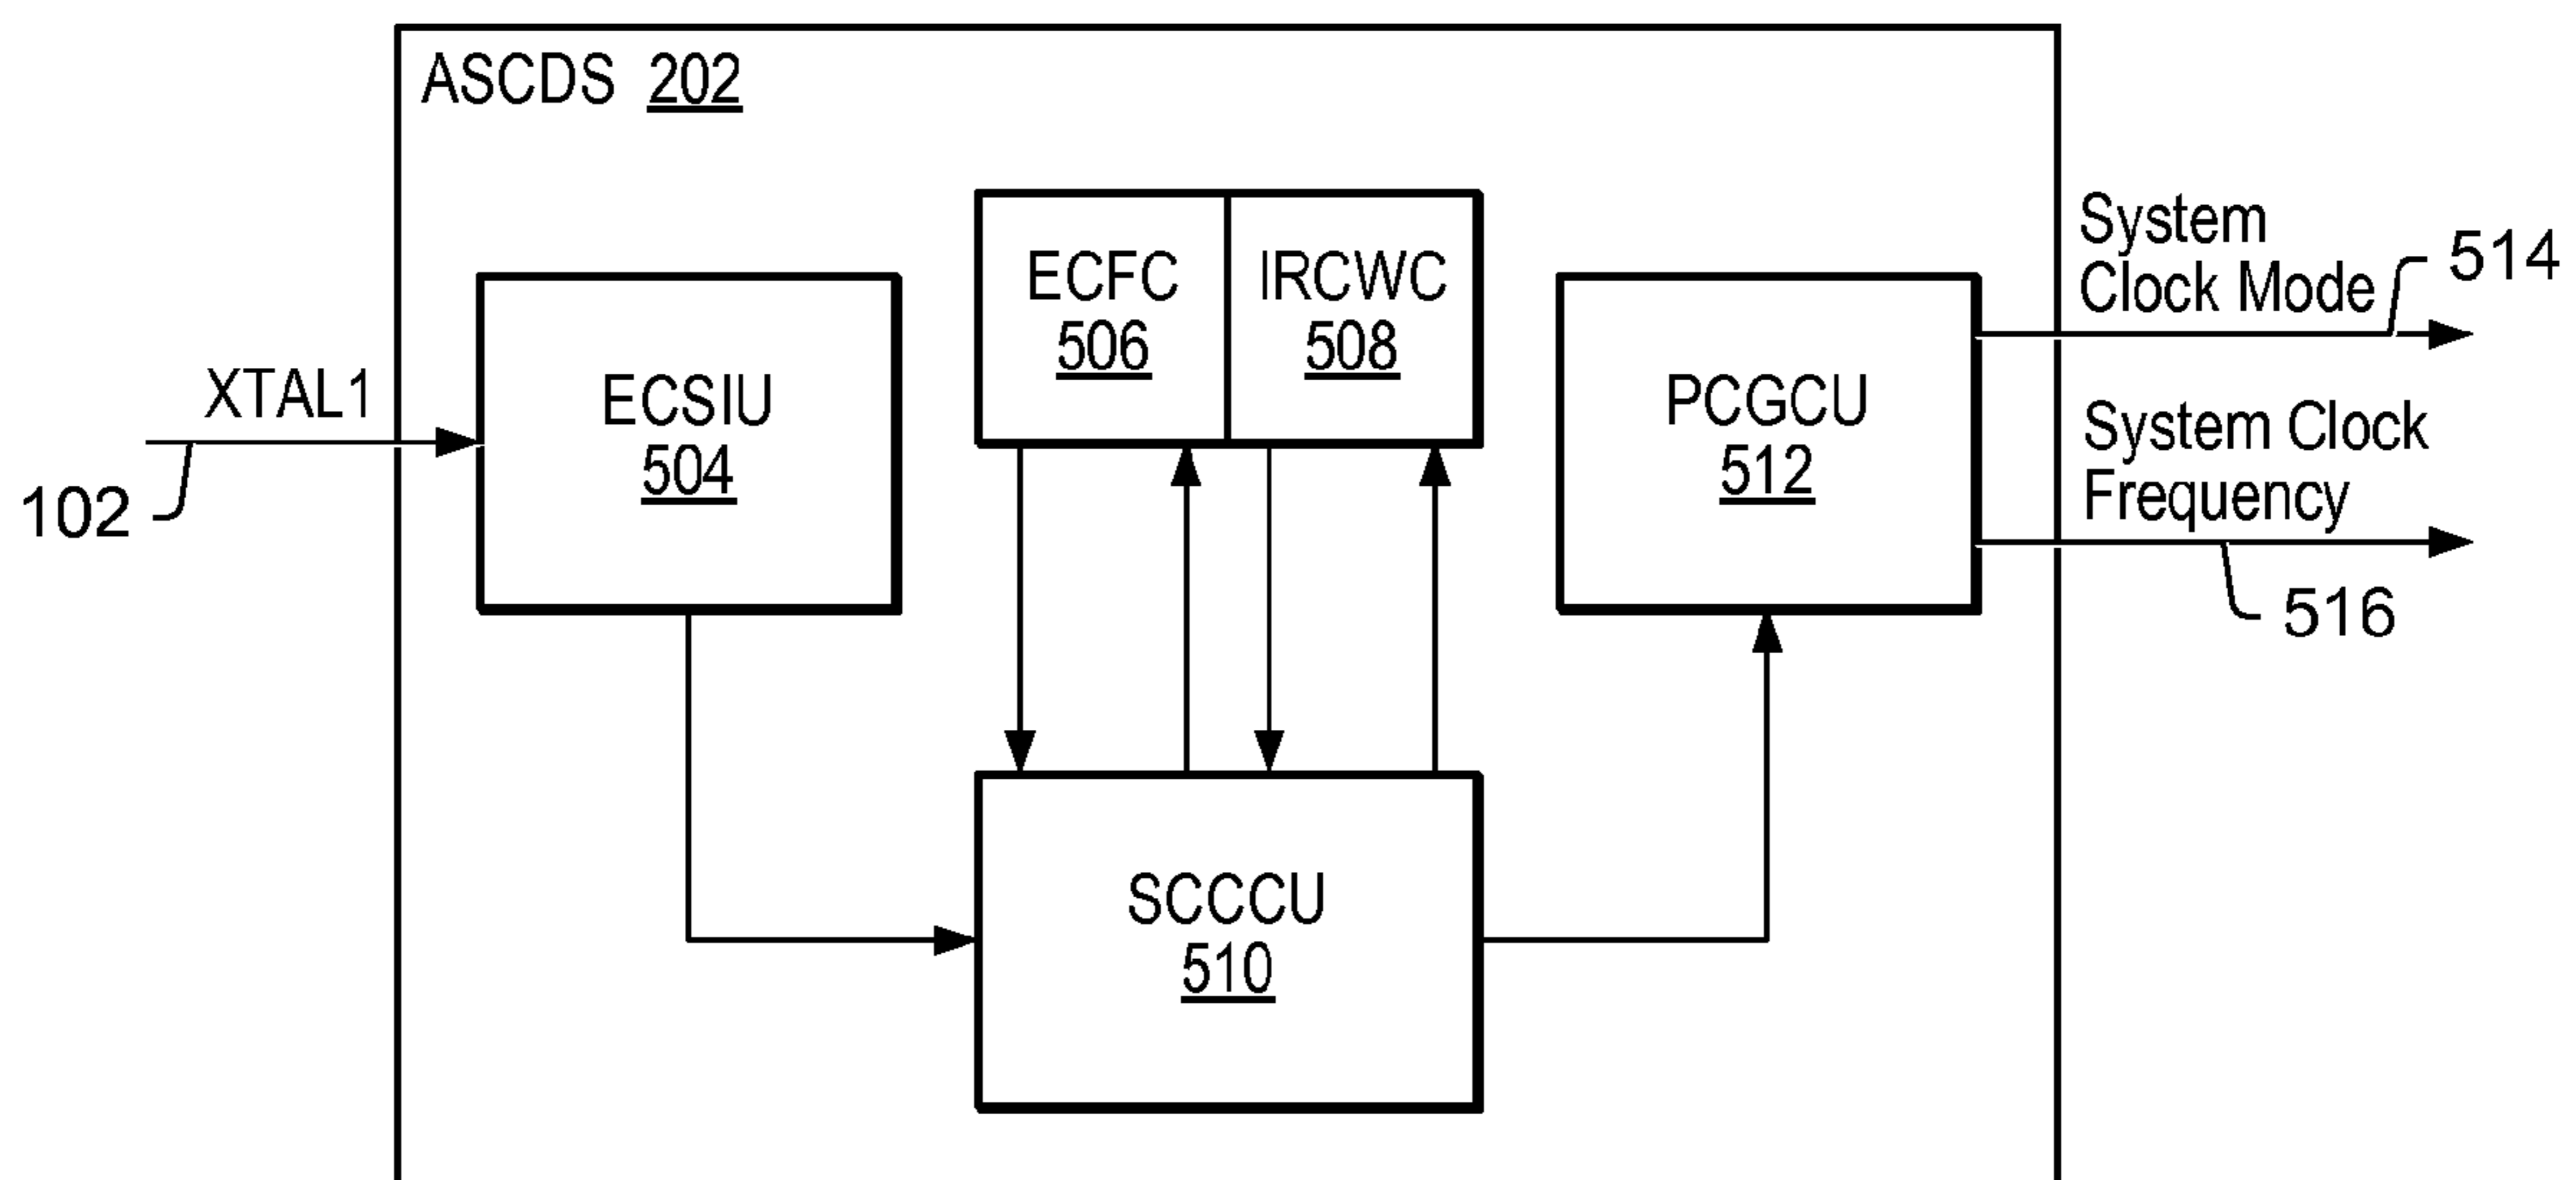 ASCDS 202
XTAL1
102
ECSIU
504
ECFC
506
IRCWC
508
SCCCU
510
PCGCU
512
System
Clock Mode
514
System Clock
Frequency
516